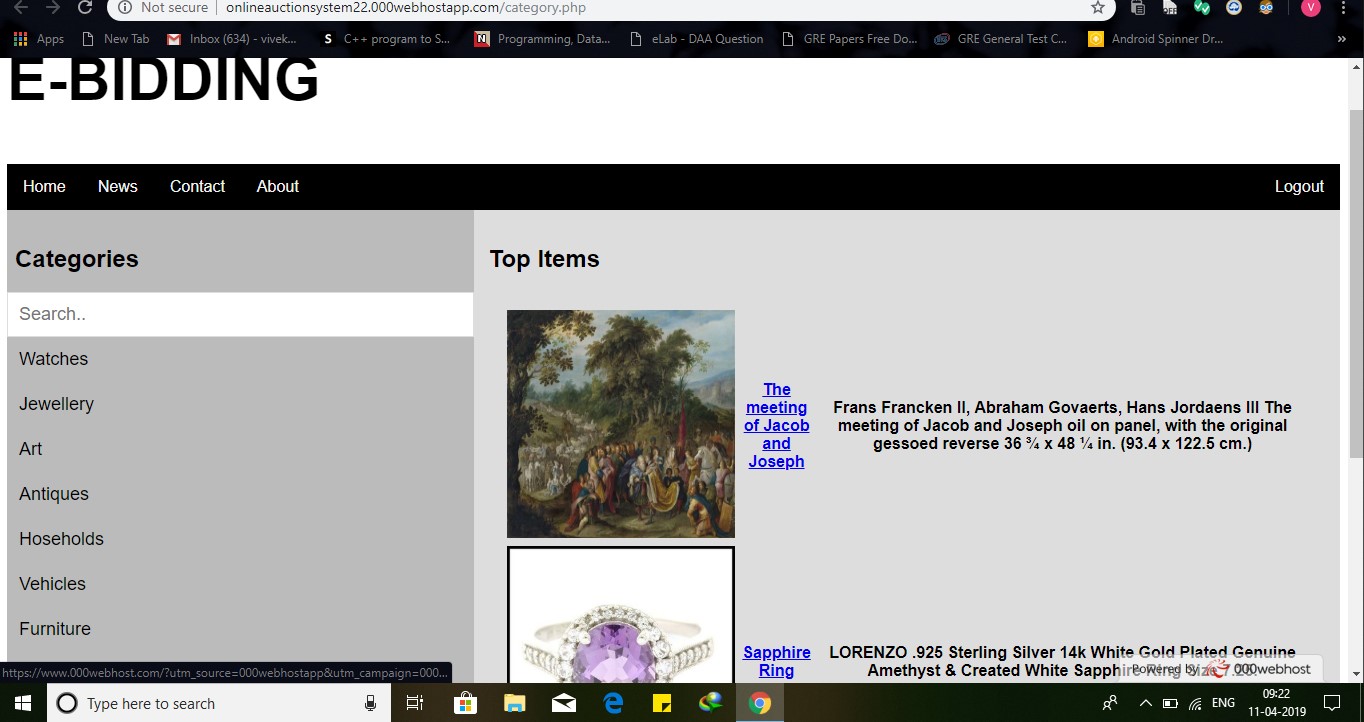 Not secure | onlineauctionsystem22.000webhostapp.com/category.php
Apps New Tab Inbox (634) - vivek... C++ program to S... Programming, Data... eLab - DAA Question GRE Papers Free Do... GRE General Test C... Android Spinner Dr... »
E-BIDDING
Home News Contact About Logout
Categories
Search..
Watches
Jewellery
Art
Antiques
Hoseholds
Vehicles
Furniture
Top Items
The
meeting
of Jacob
and
Joseph
Frans Francken II, Abraham Govaerts, Hans Jordaens III The
meeting of Jacob and Joseph oil on panel, with the original
gessoed reverse 36 ¾ x 48 ¼ in. (93.4 x 122.5 cm.)
Sapphire
Ring
LORENZO .925 Sterling Silver 14k White Gold Plated Genuine
Amethyst & Created White Sapphire Ring Size 7.25.
Powered by 000webhost
https://www.000webhost.com/?utm_source=000webhostapp&utm_campaign=000...
Type here to search
ENG
09:22
11-04-2019